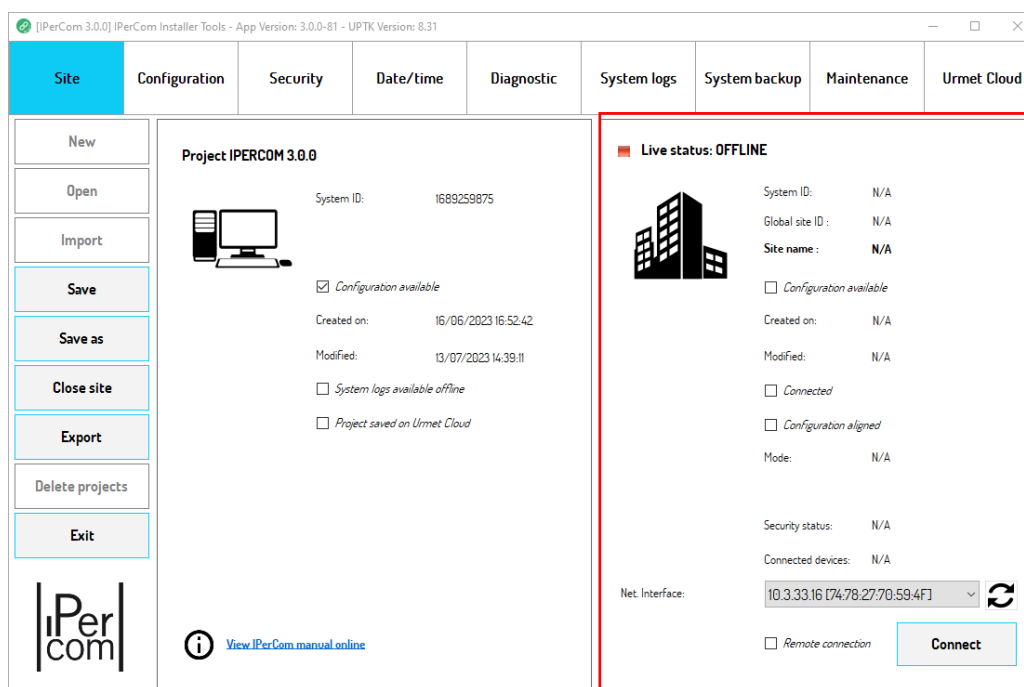 [IPerCom 3.0.0] IPerCom Installer Tools - App Version: 3.0.0-81 - UPTK Version: 8.31
Site
Configuration
Security
Date/time
Diagnostic
System logs
System backup
Maintenance
Urmet Cloud
New
Open
Import
Save
Save as
Close site
Export
Delete projects
Exit
iPer
com
Project IPERCOM 3.0.0
System ID: 1689259875
Configuration available
Created on: 16/06/2023 16:52:42
Modified: 13/07/2023 14:39:11
System logs available offline
Project saved on Urmet Cloud
View IPerCom manual online
Live status: OFFLINE
System ID: N/A
Global site ID : N/A
Site name : N/A
Configuration available
Created on: N/A
Modified: N/A
Connected
Configuration aligned
Mode: N/A
Security status: N/A
Connected devices: N/A
Net. Interface: 10.3.33.16 [74:78:27:70:59:4F]
Remote connection
Connect